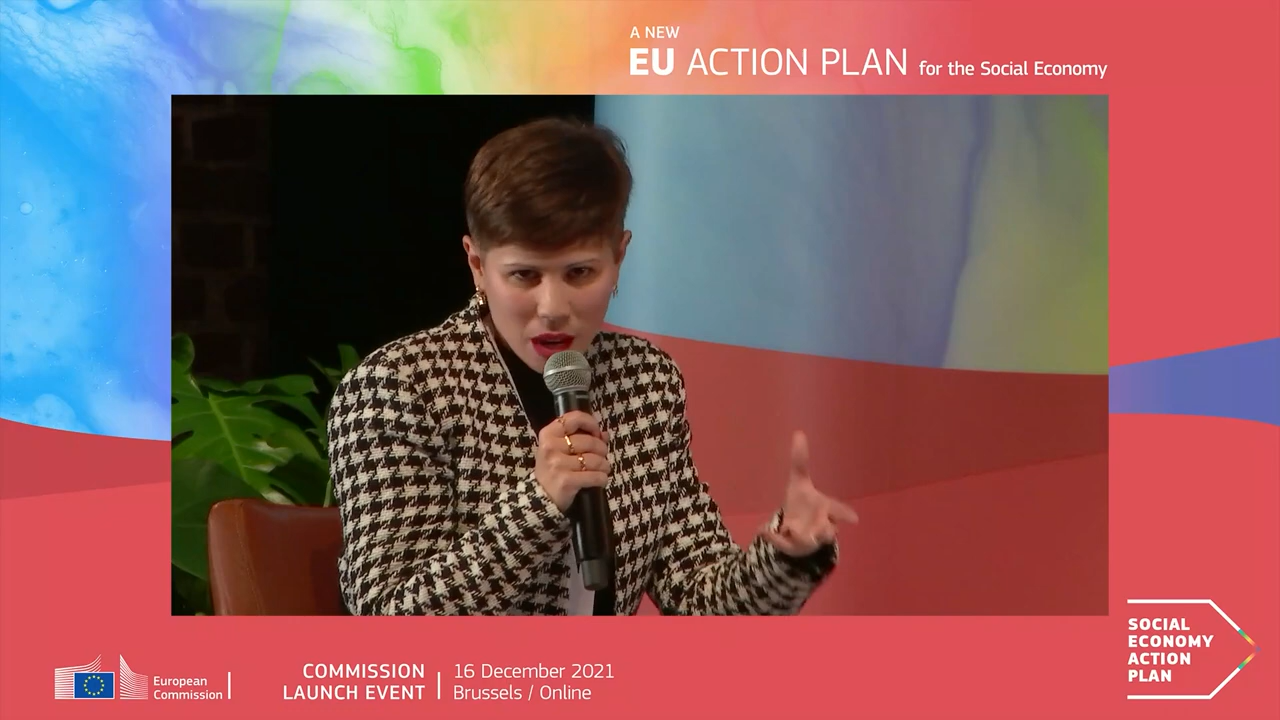 A NEW
EU ACTION PLAN for the Social Economy
European
Commission
COMMISSION
LAUNCH EVENT
16 December 2021
Brussels / Online
SOCIAL
ECONOMY
ACTION
PLAN